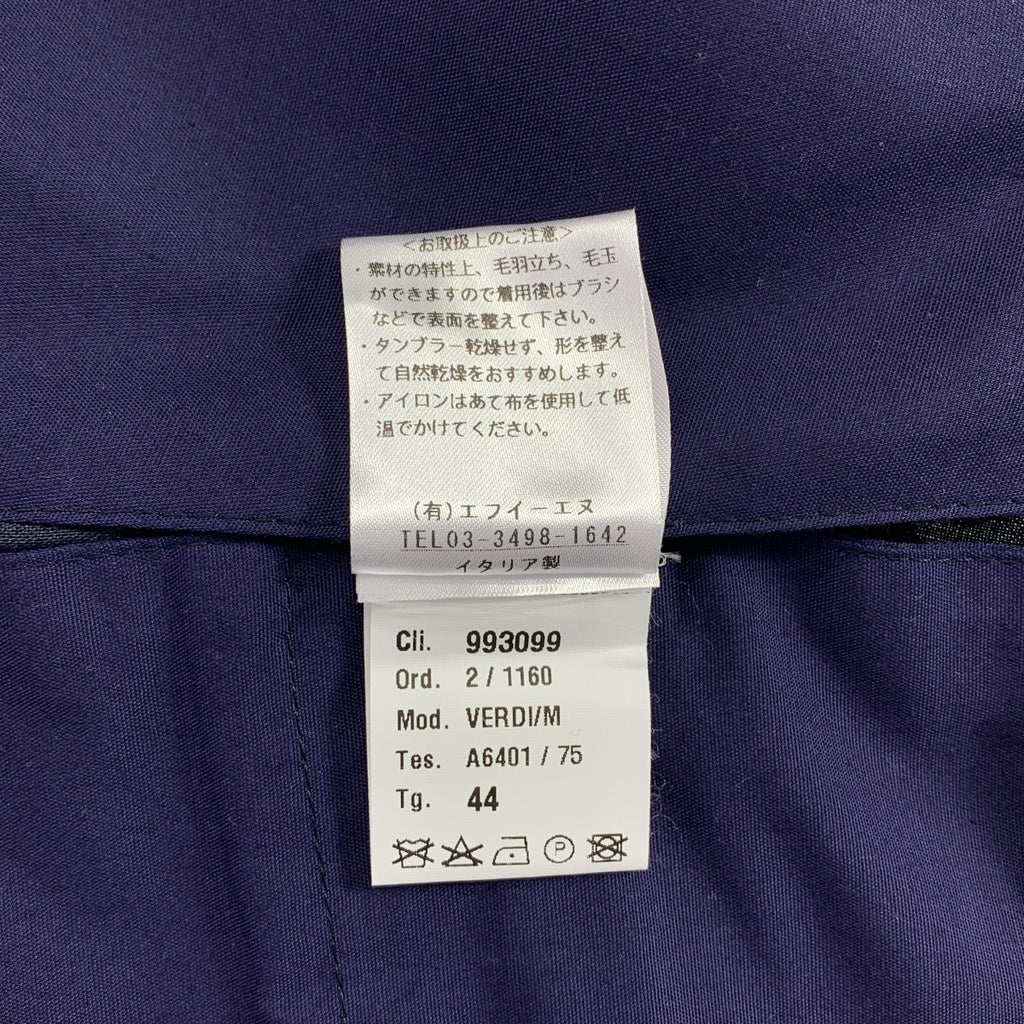 <お取扱上のご注意>
・素材の特性上、毛羽立ち、毛玉
ができますので着用後はブラシ
などで表面を整えて下さい。
・タンブラー乾燥せず、形を整え
て自然乾燥をおすすめします。
・アイロンはあて布を使用して低
温でかけてください。
(有)エフイーエヌ
TEL03-3498-1642
イタリア製
Cli. 993099
Ord. 2 / 1160
Mod. VERDI/M
Tes. A6401 / 75
Tg. 44
P